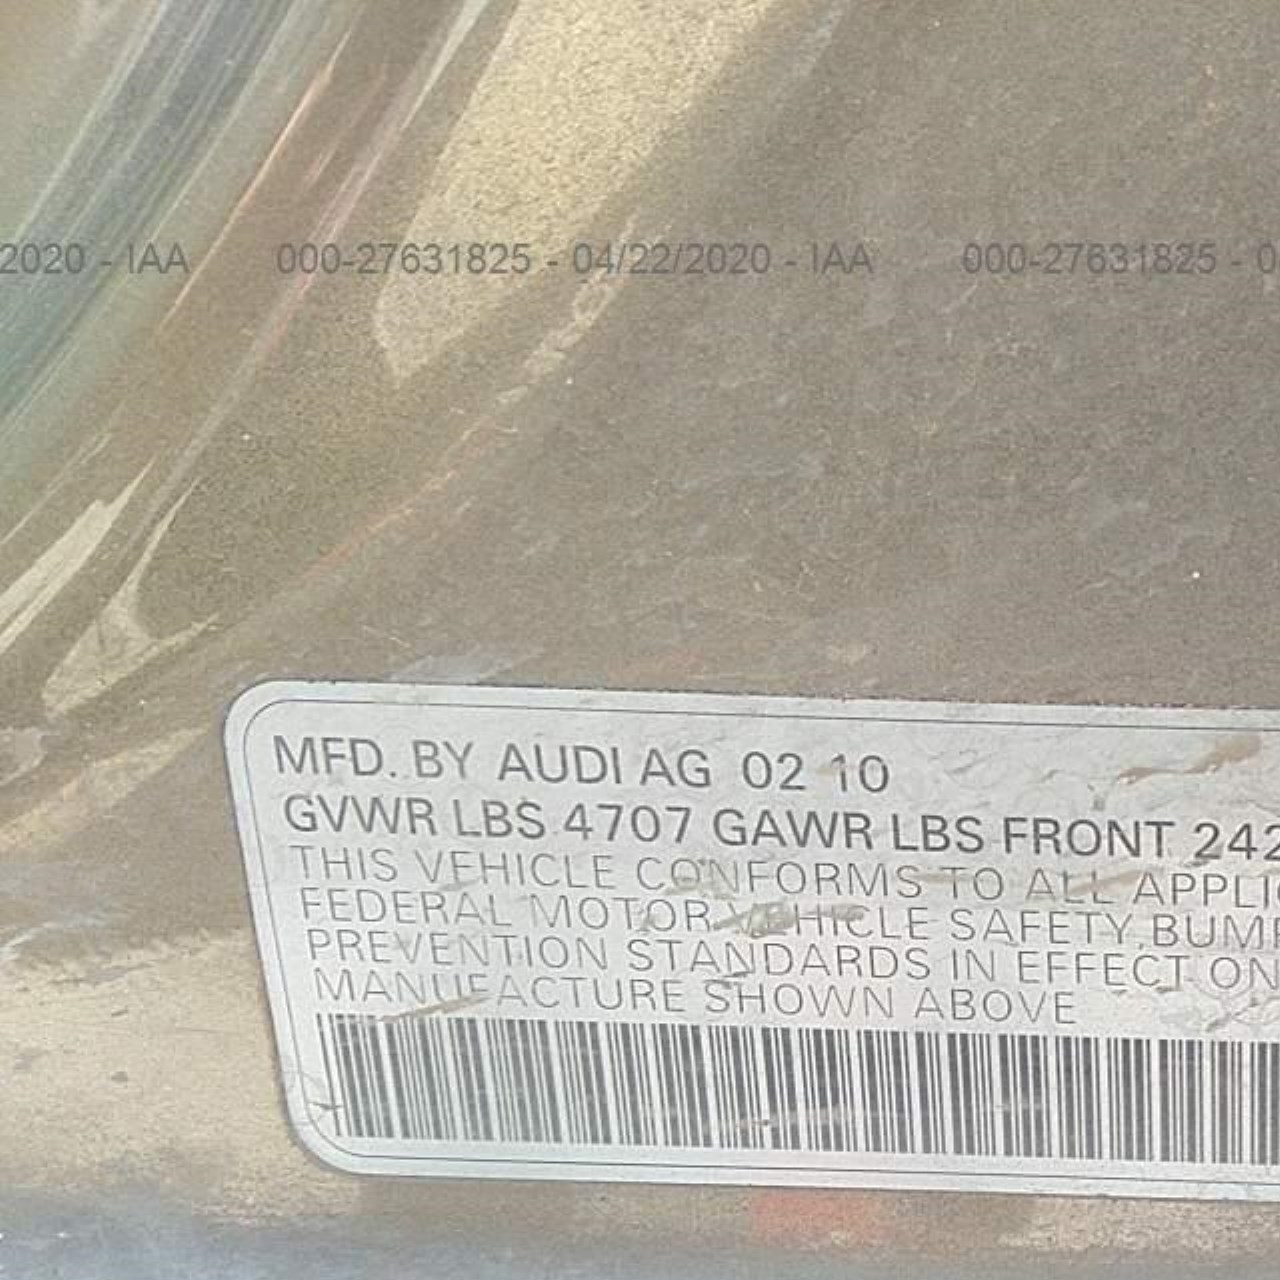 2020 - IAA 000-27631825 - 04/22/2020 - IAA 000-27631825 - 0
MFD. BY AUDI AG 02 10
GVWR LBS 4707 GAWR LBS FRONT 242
THIS VEHICLE CONFORMS TO ALL APPLIC
FEDERAL MOTOR VEHICLE SAFETY, BUMP
PREVENTION STANDARDS IN EFFECT ON
MANUFACTURE SHOWN ABOVE